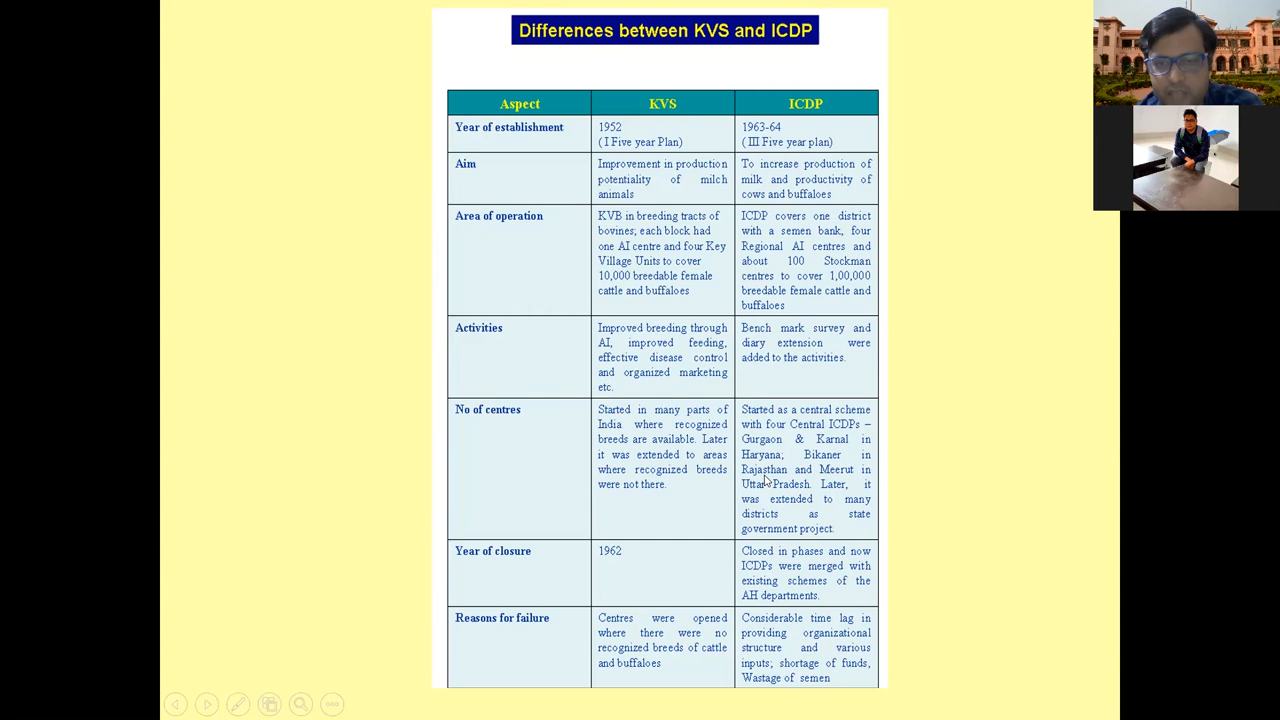 Differences between KVS and ICDP
Aspect
KVS
ICDP
Year of establishment
1952
( I Five year Plan)
1963-64
( III Five year plan)
Aim
Improvement in production
potentiality of milch
animals
To increase production of
milk and productivity of
cows and buffaloes
Area of operation
KVB in breeding tracts of
bovines; each block had
one AI centre and four Key
Village Units to cover
10,000 breedable female
cattle and buffaloes
ICDP covers one district
with a semen bank, four
Regional AI centres and
about 100 Stockman
centres to cover 1,00,000
breedable female cattle and
buffaloes
Activities
Improved breeding through
AI, improved feeding,
effective disease control
and organized marketing
etc.
Bench mark survey and
diary extension were
added to the activities.
No of centres
Started in many parts of
India where recognized
breeds are available. Later
it was extended to areas
where recognized breeds
were not there.
Started as a central scheme
with four Central ICDPs –
Gurgaon & Karnal in
Haryana; Bikaner in
Rajasthan and Meerut in
Uttar Pradesh. Later, it
was extended to many
districts as state
government project.
Year of closure
1962
Closed in phases and now
ICDPs were merged with
existing schemes of the
AH departments.
Reasons for failure
Centres were opened
where there were no
recognized breeds of cattle
and buffaloes
Considerable time lag in
providing organizational
structure and various
inputs; shortage of funds,
Wastage of semen